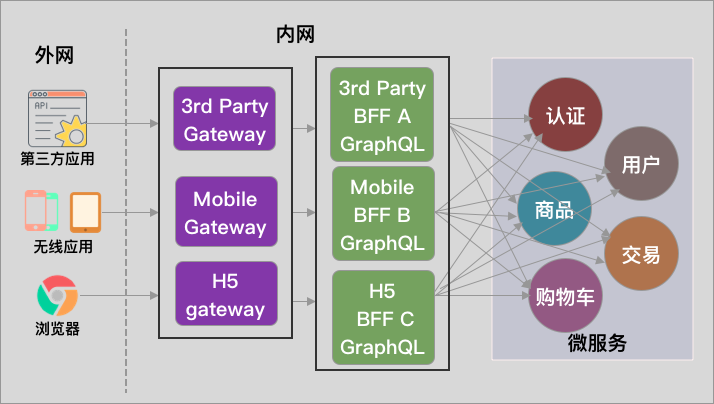 外网
内网
API
第三方应用
无线应用
浏览器
3rd Party
Gateway
Mobile
Gateway
H5
gateway
3rd Party
BFF A
GraphQL
Mobile
BFF B
GraphQL
H5
BFF C
GraphQL
认证
用户
商品
交易
购物车
微服务